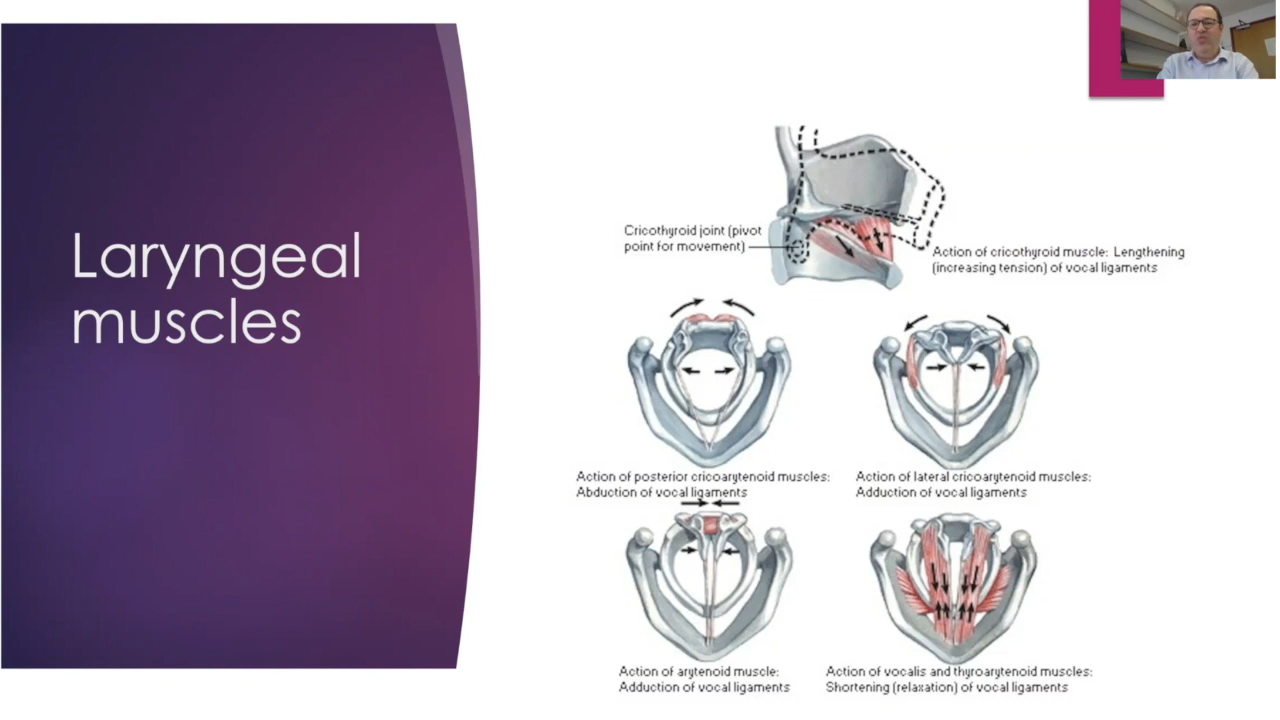 Laryngeal
muscles
Cricothyroid joint (pivot
point for movement)
Action of cricothyroid muscle: Lengthening
(increasing tension) of vocal ligaments
Action of posterior cricoarytenoid muscles:
Abduction of vocal ligaments
Action of lateral cricoarytenoid muscles:
Adduction of vocal ligaments
Action of arytenoid muscle:
Adduction of vocal ligaments
Action of vocalis and thyroarytenoid muscles:
Shortening (relaxation) of vocal ligaments